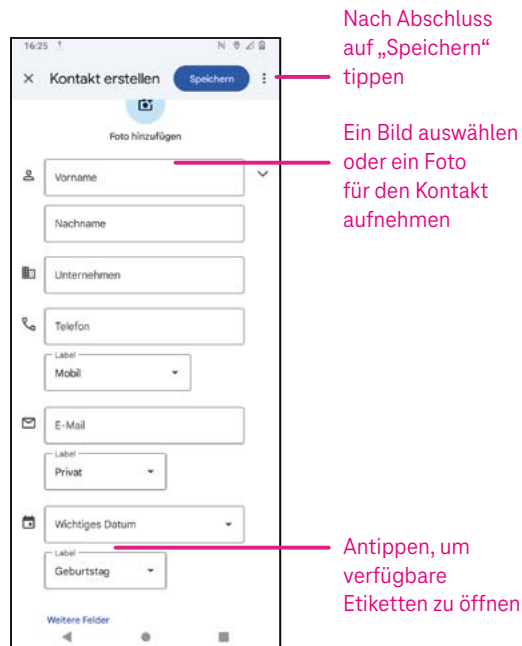 16:25
Kontakt erstellen
Speichern
Foto hinzufügen
Vorname
Nachname
Unternehmen
Telefon
Label
Mobil
E-Mail
Label
Privat
Wichtiges Datum
Label
Geburtstag
Weitere Felder
Nach Abschluss
auf „Speichern“
tippen
Ein Bild auswählen
oder ein Foto
für den Kontakt
aufnehmen
Antippen, um
verfügbare
Etiketten zu öffnen